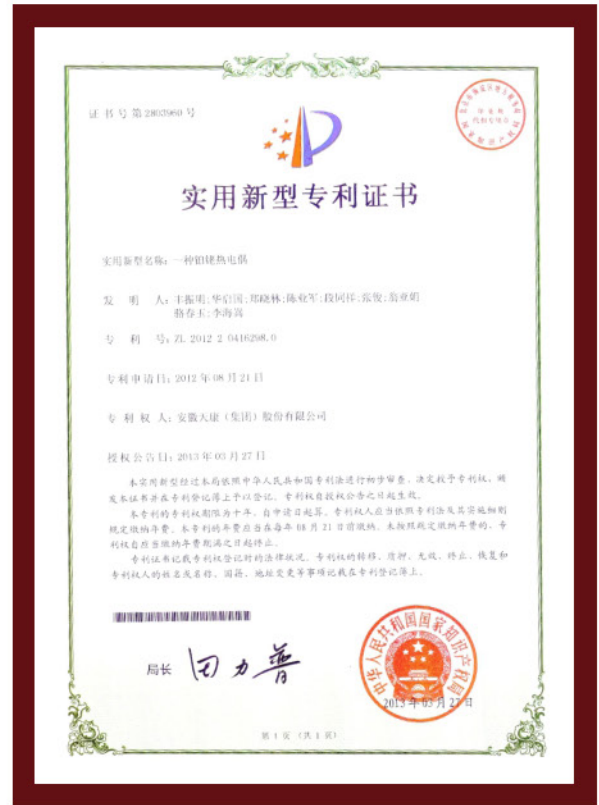 证书号第2803960号
实用新型专利证书
实用新型名称：一种铂铑热电偶
发 明 人：丰振明;华启国;郑晓林;陈业军;段同祥;张俊;翁亚娟
骆春玉;李海嵩
专 利 号：ZL 2012 2 0416298.0
专利申请日：2012年08月21日
专 利 权 人：安徽天康（集团）股份有限公司
授权公告日：2013年03月27日
本实用新型经过本局依照中华人民共和国专利法进行初步审查，决定授予专利权，颁
发本证书并在专利登记簿上予以登记。专利权自授权公告之日起生效。
本专利的专利权期限为十年，自申请日起算。专利权人应当依照专利法及其实施细则
规定缴纳年费。本专利的年费应当在每年08月21日前缴纳。未按照规定缴纳年费的，专
利权自应当缴纳年费期满之日起终止。
专利证书记载专利权登记时的法律状况。专利权的转移、质押、无效、终止、恢复和
专利权人的姓名或名称、国籍、地址变更等事项记载在专利登记簿上。
局长 田力普
中华人民共和国国家知识产权局
2013年03月27日
第1页（共1页）